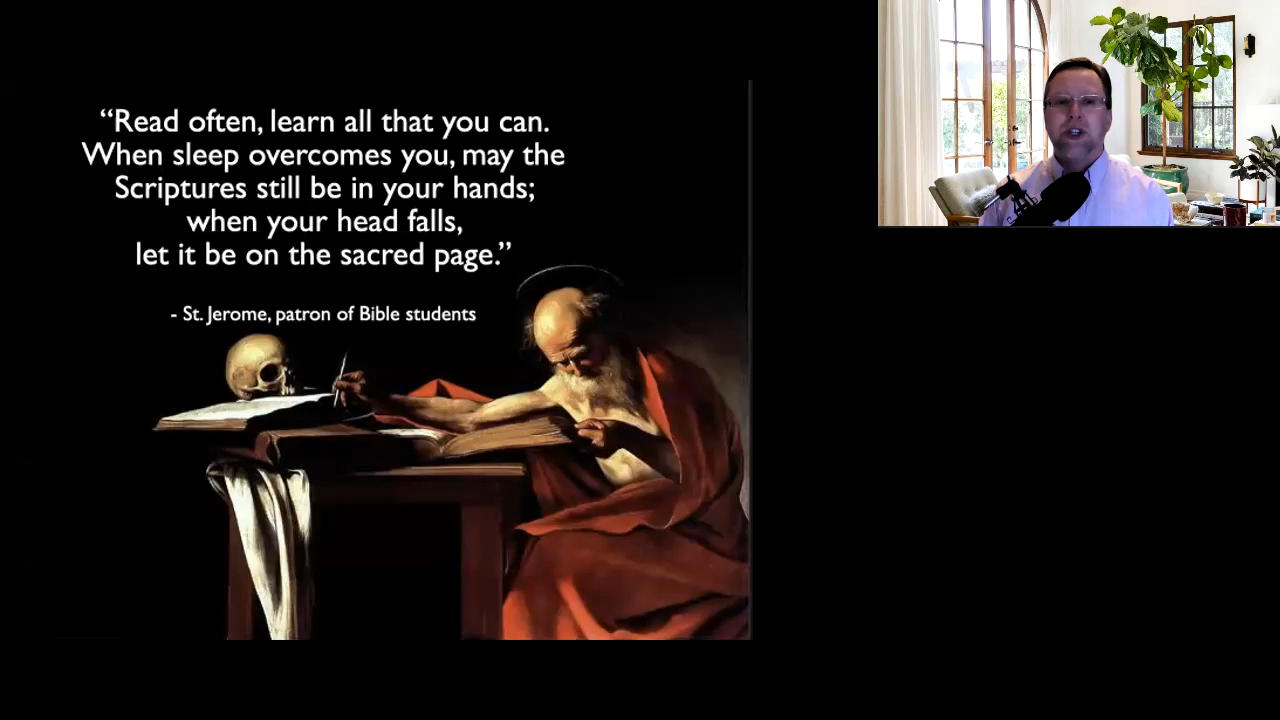 “Read often, learn all that you can.
When sleep overcomes you, may the
Scriptures still be in your hands;
when your head falls,
let it be on the sacred page.”
- St. Jerome, patron of Bible students